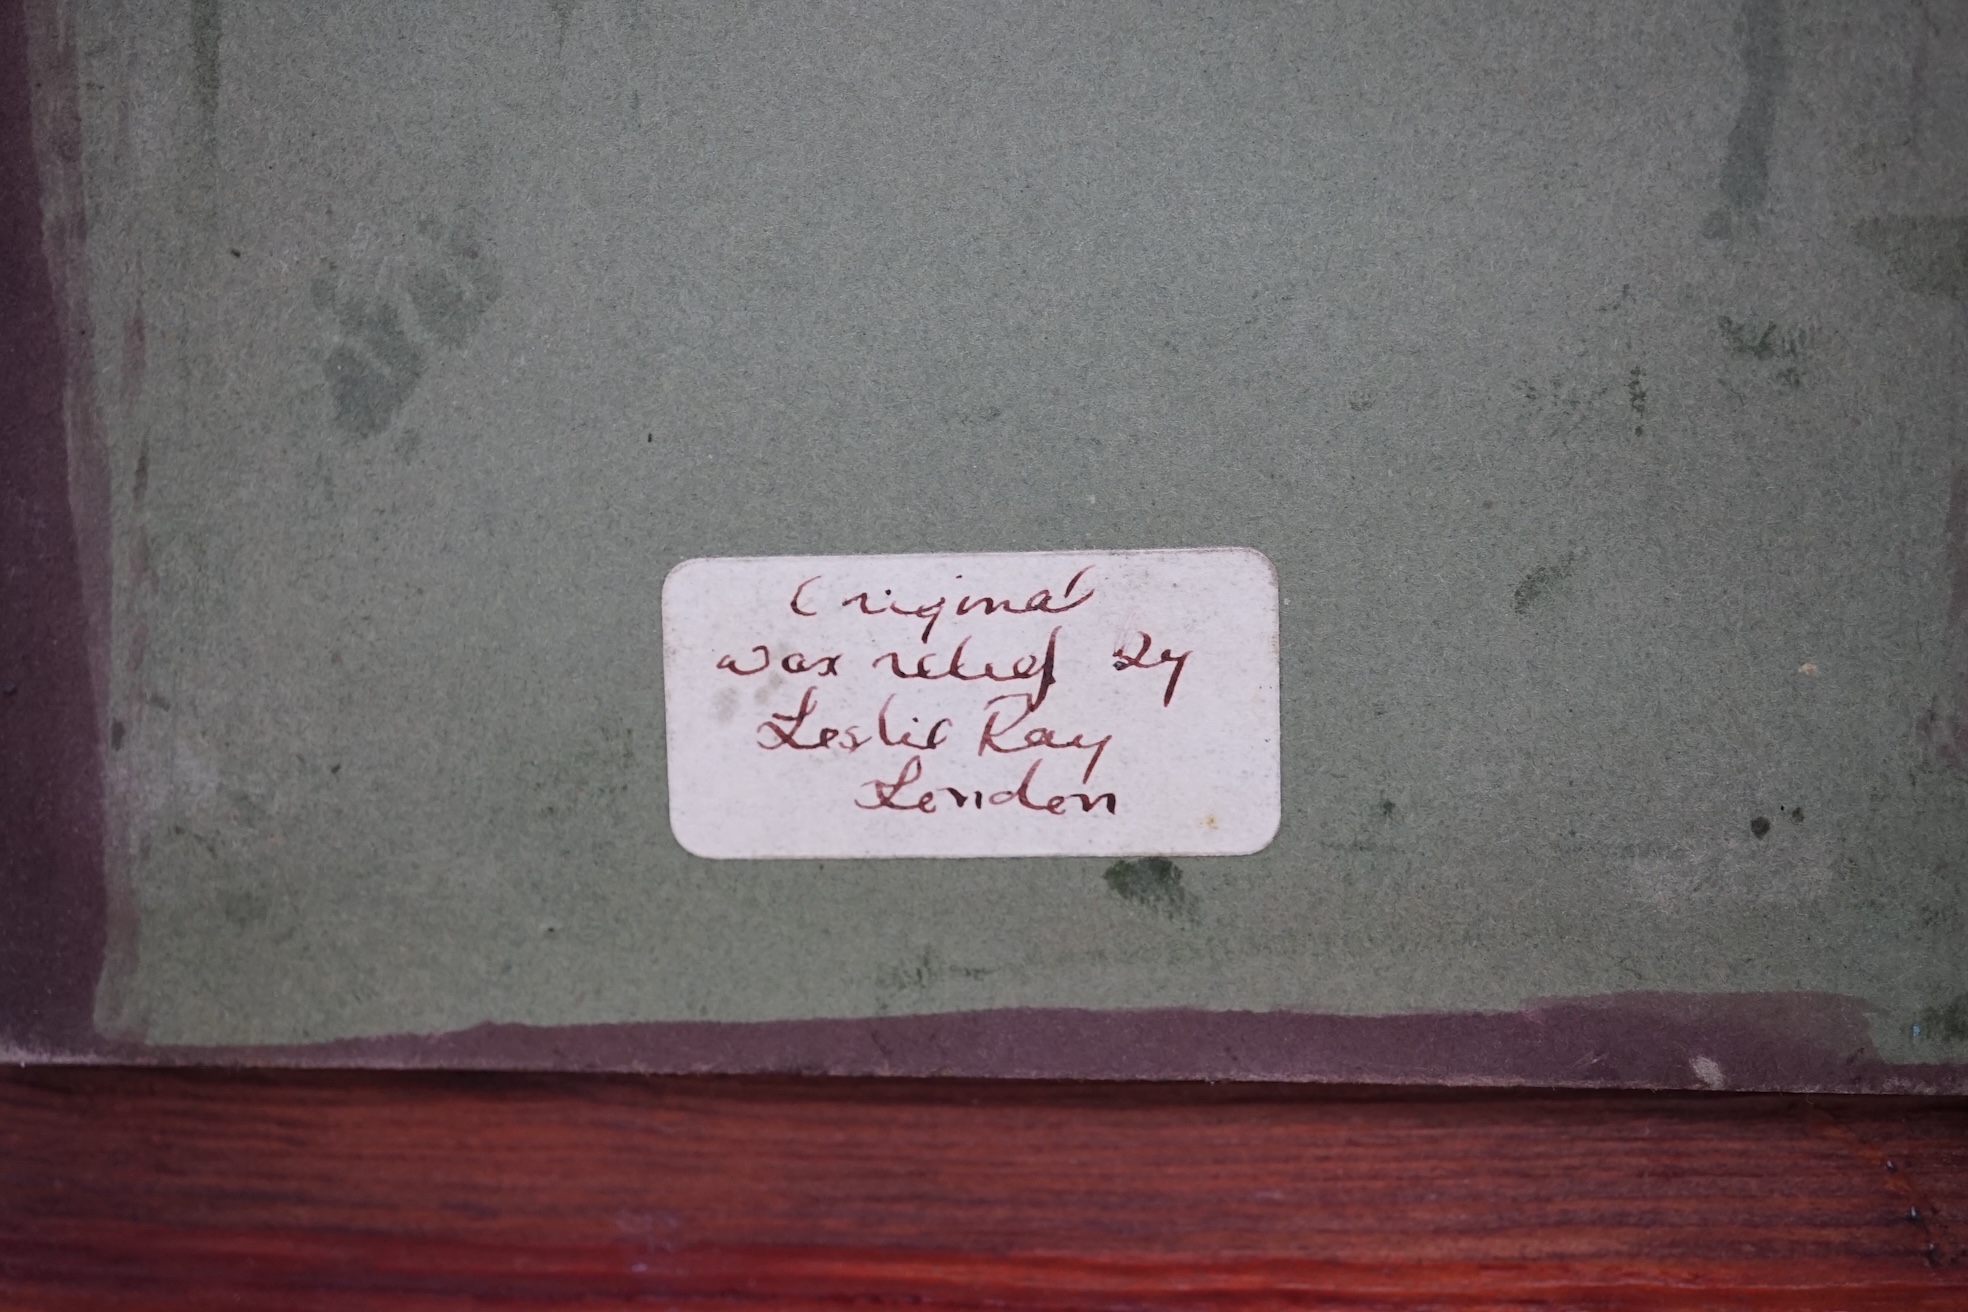 Original
wax relief by
Leslie Ray
London